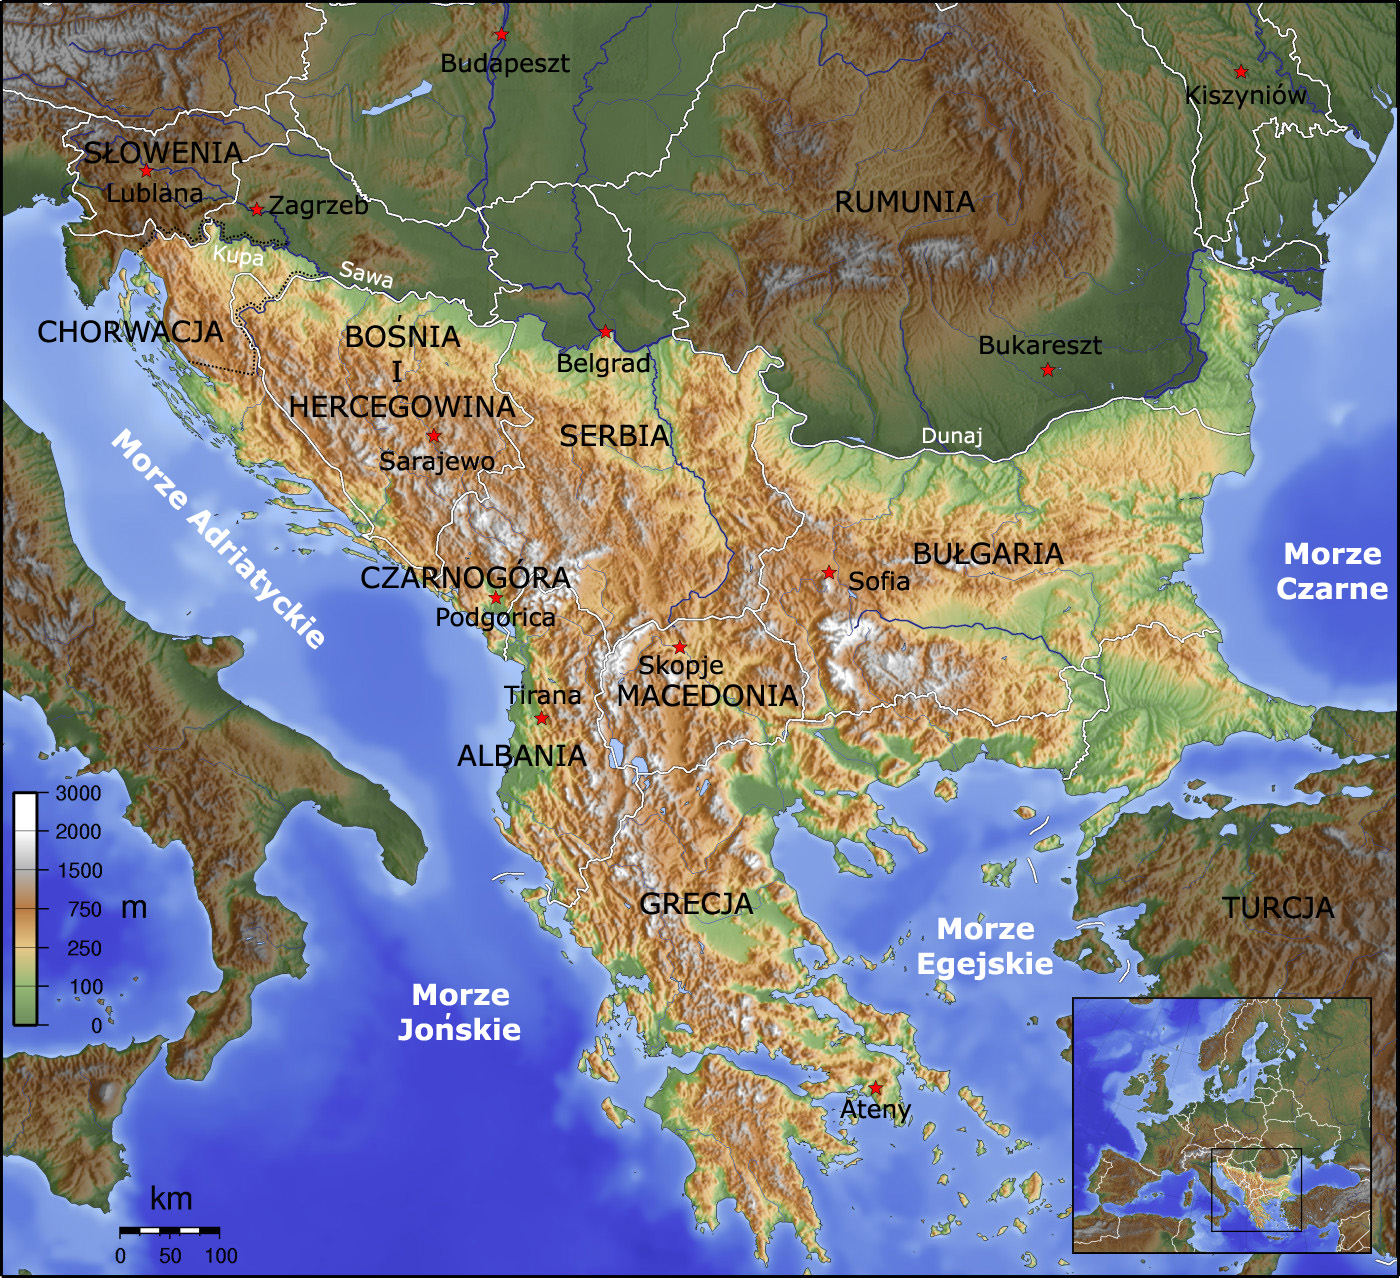 Budapeszt
Kiszyniów
SŁOWENIA
Lublana
Zagrzeb
RUMUNIA
Kupa
Sawa
CHORWACJA
BOŚNIA
I
HERCEGOWINA
Sarajewo
Belgrad
SERBIA
Bukareszt
Dunaj
Morze Adriatyckie
CZARNOGÓRA
Podgorica
BUŁGARIA
Sofia
Morze
Czarne
Skopje
MACEDONIA
Tirana
ALBANIA
3000
2000
1500
750
250
100
0
m
GRECJA
TURCJA
Morze
Egejskie
Morze
Jońskie
Ateny
km
0 50 100